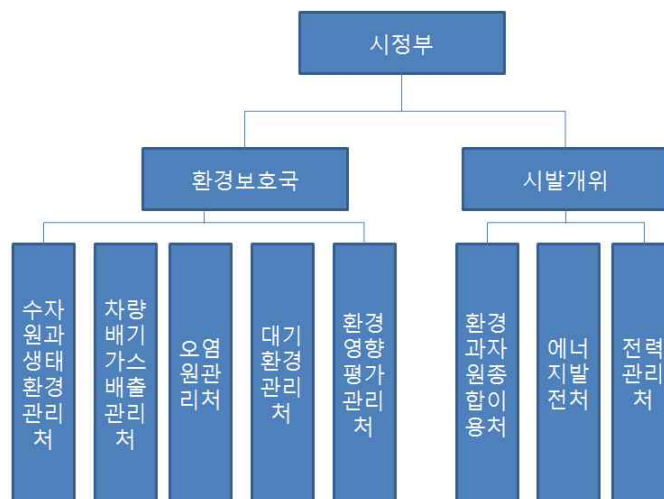 시정부
환경보호국
시발개위
수자
원과
생태
환경
관리
처
차량
배기
가스
배출
관리
처
오염
원관
리처
대기
환경
관리
처
환경
영향
평가
관리
처
환경
과자
원종
합이
용처
에너
지발
전처
전력
관리
처